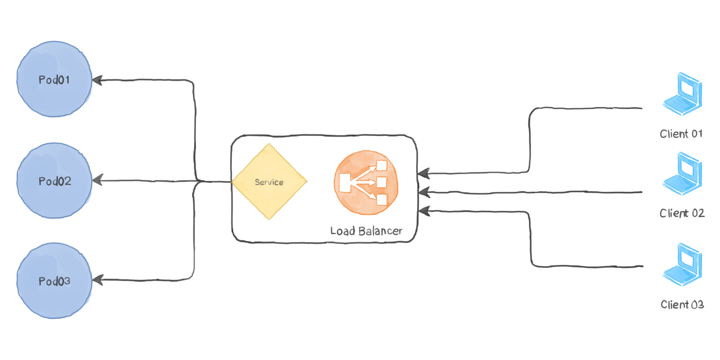 Pod01
Pod02
Pod03
Service
Load Balancer
Client 01
Client 02
Client 03